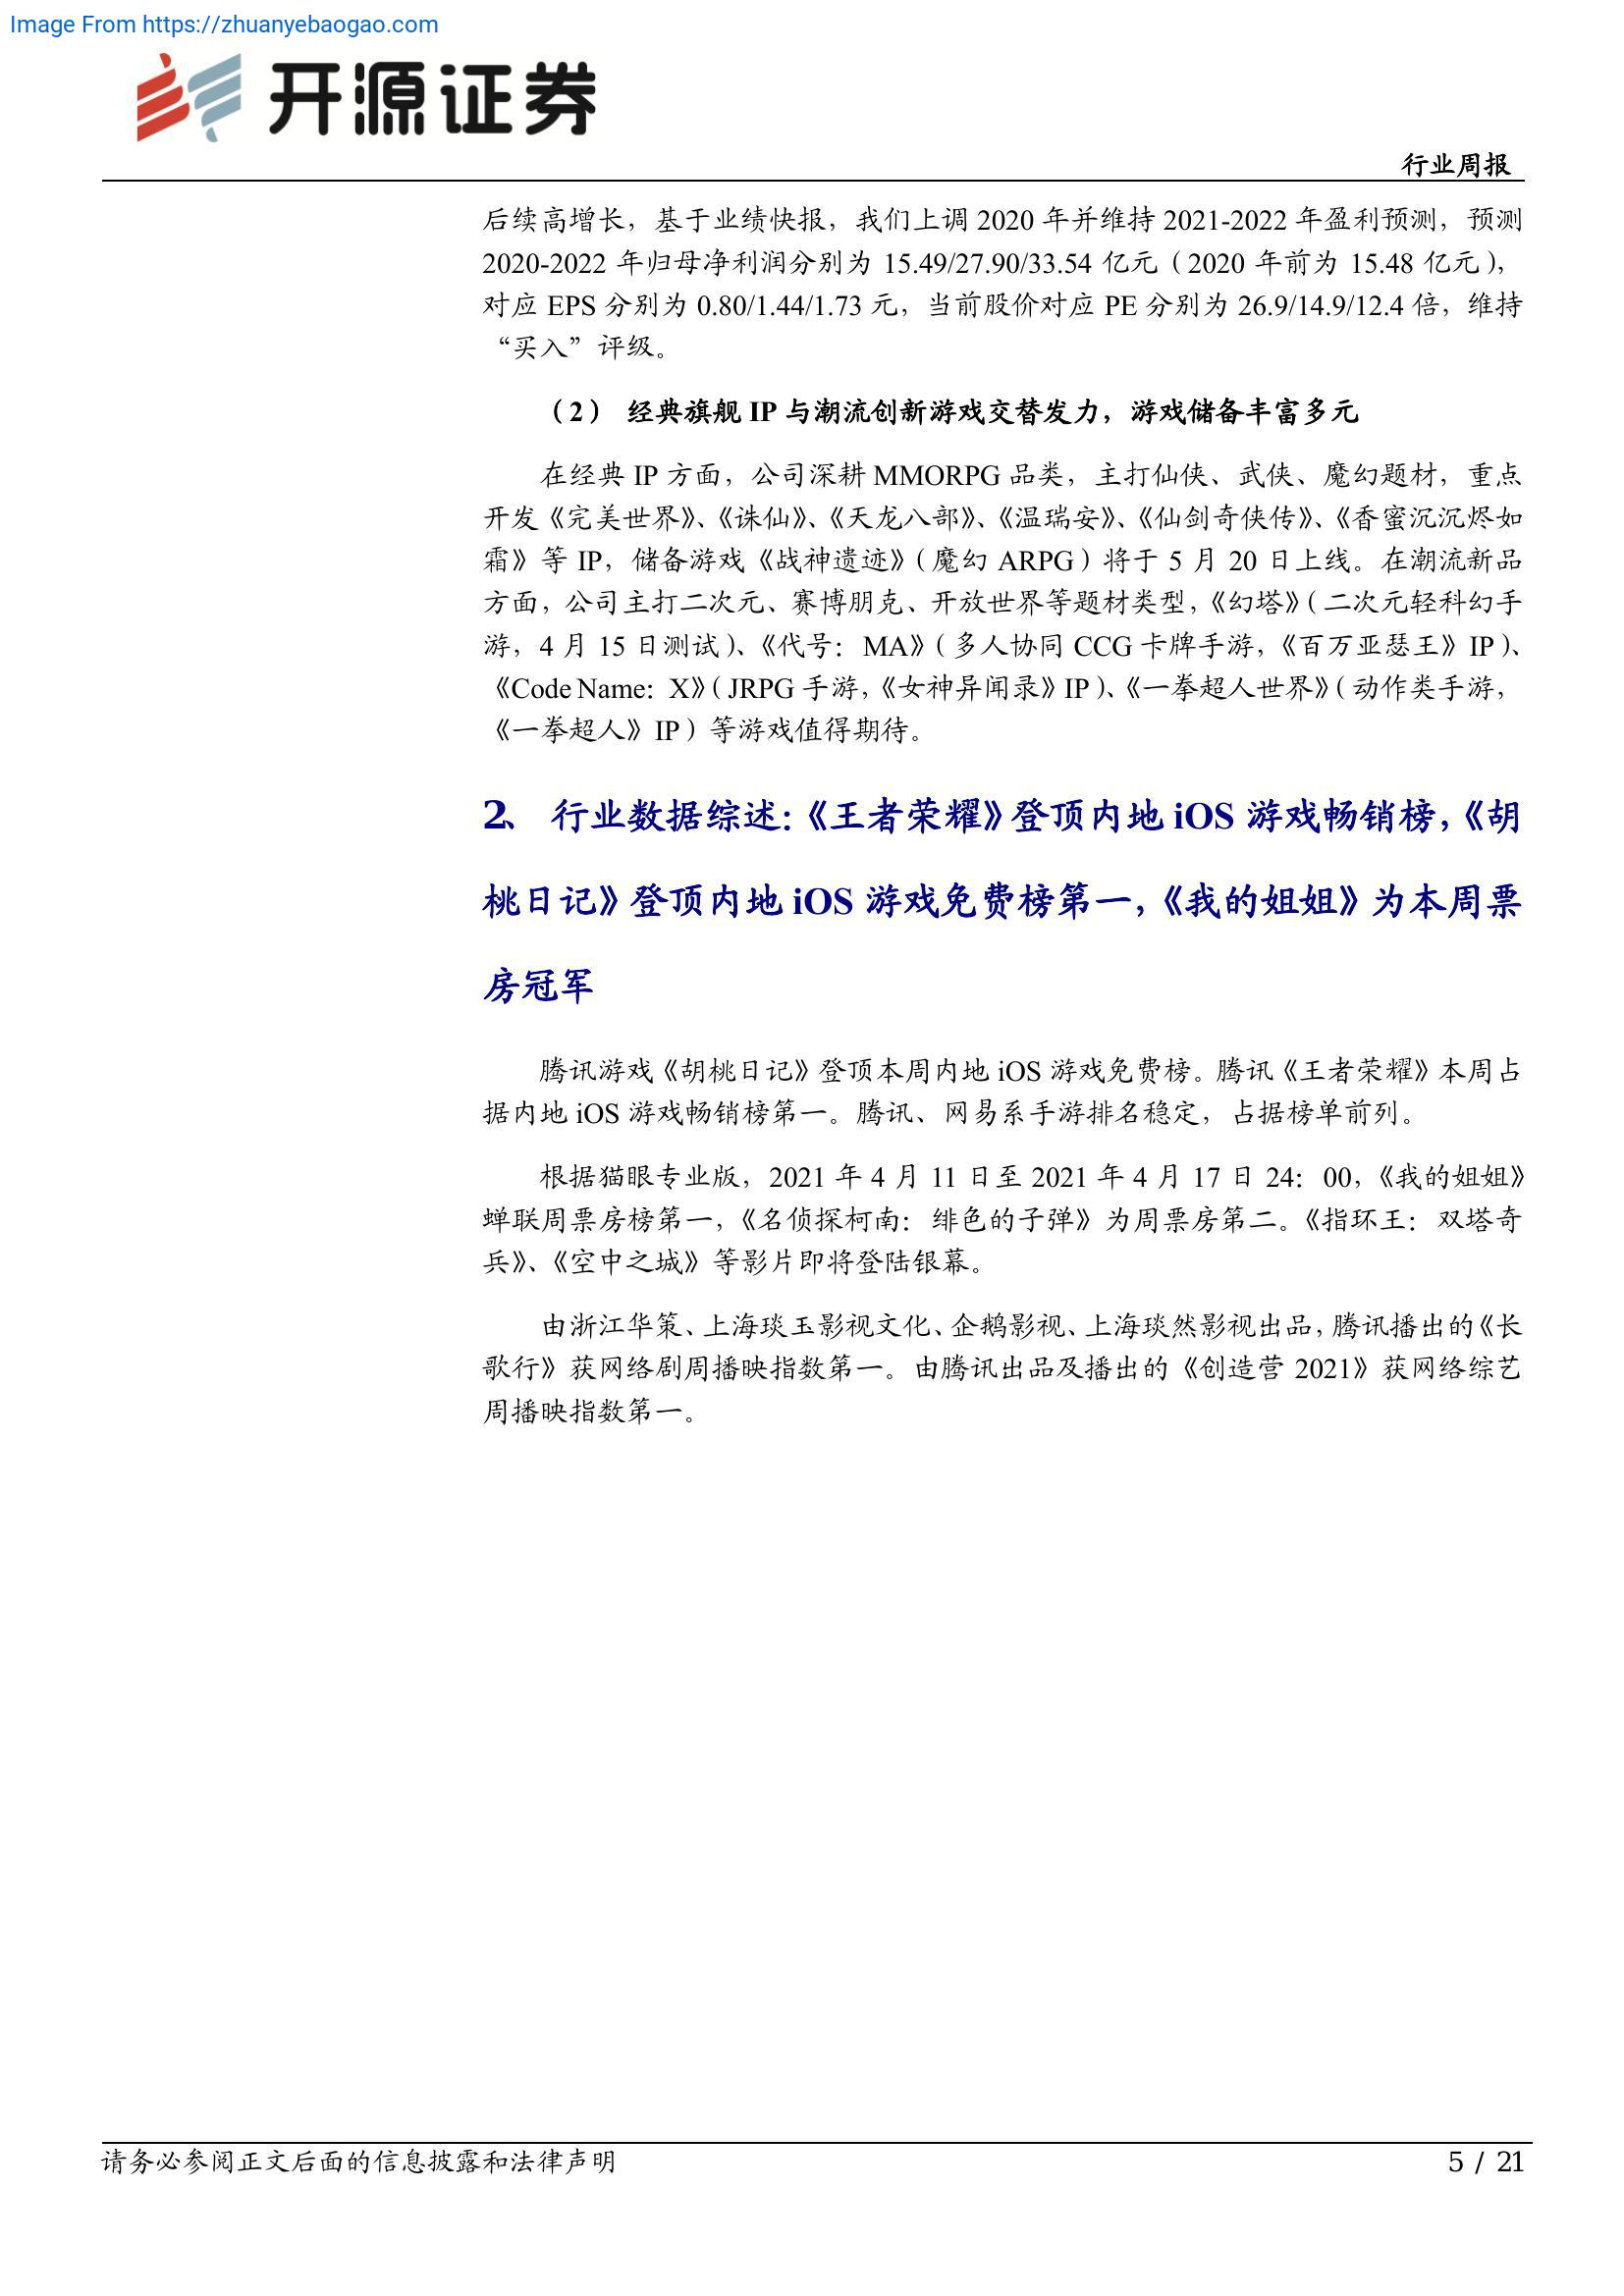 Image From https://zhuanyebaogao.com
开源证券
行业周报
后续高增长，基于业绩快报，我们上调 2020 年并维持 2021-2022 年盈利预测，预测
2020-2022 年归母净利润分别为 15.49/27.90/33.54 亿元（2020 年前为 15.48 亿元），
对应 EPS 分别为 0.80/1.44/1.73 元，当前股价对应 PE 分别为 26.9/14.9/12.4 倍，维持
“买入”评级。
（2） 经典旗舰 IP 与潮流创新游戏交替发力，游戏储备丰富多元
在经典 IP 方面，公司深耕 MMORPG 品类，主打仙侠、武侠、魔幻题材，重点
开发《完美世界》、《诛仙》、《天龙八部》、《温瑞安》、《仙剑奇侠传》、《香蜜沉沉烬如
霜》等 IP，储备游戏《战神遗迹》（魔幻 ARPG）将于 5 月 20 日上线。在潮流新品
方面，公司主打二次元、赛博朋克、开放世界等题材类型，《幻塔》（二次元轻科幻手
游，4 月 15 日测试）、《代号：MA》（多人协同 CCG 卡牌手游，《百万亚瑟王》IP）、
《Code Name：X》（JRPG 手游，《女神异闻录》IP）、《一拳超人世界》（动作类手游，
《一拳超人》IP）等游戏值得期待。
2、 行业数据综述：《王者荣耀》登顶内地 iOS 游戏畅销榜，《胡
桃日记》登顶内地 iOS 游戏免费榜第一，《我的姐姐》为本周票
房冠军
腾讯游戏《胡桃日记》登顶本周内地 iOS 游戏免费榜。腾讯《王者荣耀》本周占
据内地 iOS 游戏畅销榜第一。腾讯、网易系手游排名稳定，占据榜单前列。
根据猫眼专业版，2021 年 4 月 11 日至 2021 年 4 月 17 日 24：00，《我的姐姐》
蝉联周票房榜第一，《名侦探柯南：绯色的子弹》为周票房第二。《指环王：双塔奇
兵》、《空中之城》等影片即将登陆银幕。
由浙江华策、上海琰玉影视文化、企鹅影视、上海琰然影视出品，腾讯播出的《长
歌行》获网络剧周播映指数第一。由腾讯出品及播出的《创造营 2021》获网络综艺
周播映指数第一。
请务必参阅正文后面的信息披露和法律声明
5 / 21